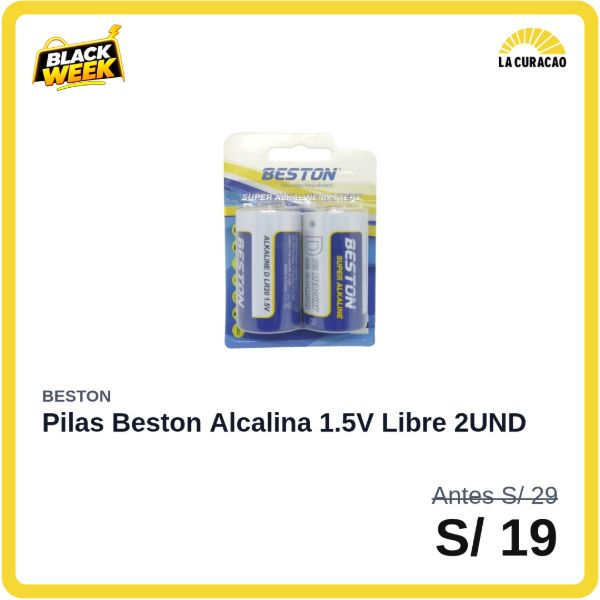 BLACK
WEEK
LA CURACAO
BESTON
SUPER ALKALINE BATTERY
BESTON
ALKALINE D LR20 1.5V
D
BESTON
SUPER ALKALINE
BESTON
Pilas Beston Alcalina 1.5V Libre 2UND
Antes S/ 29
S/ 19